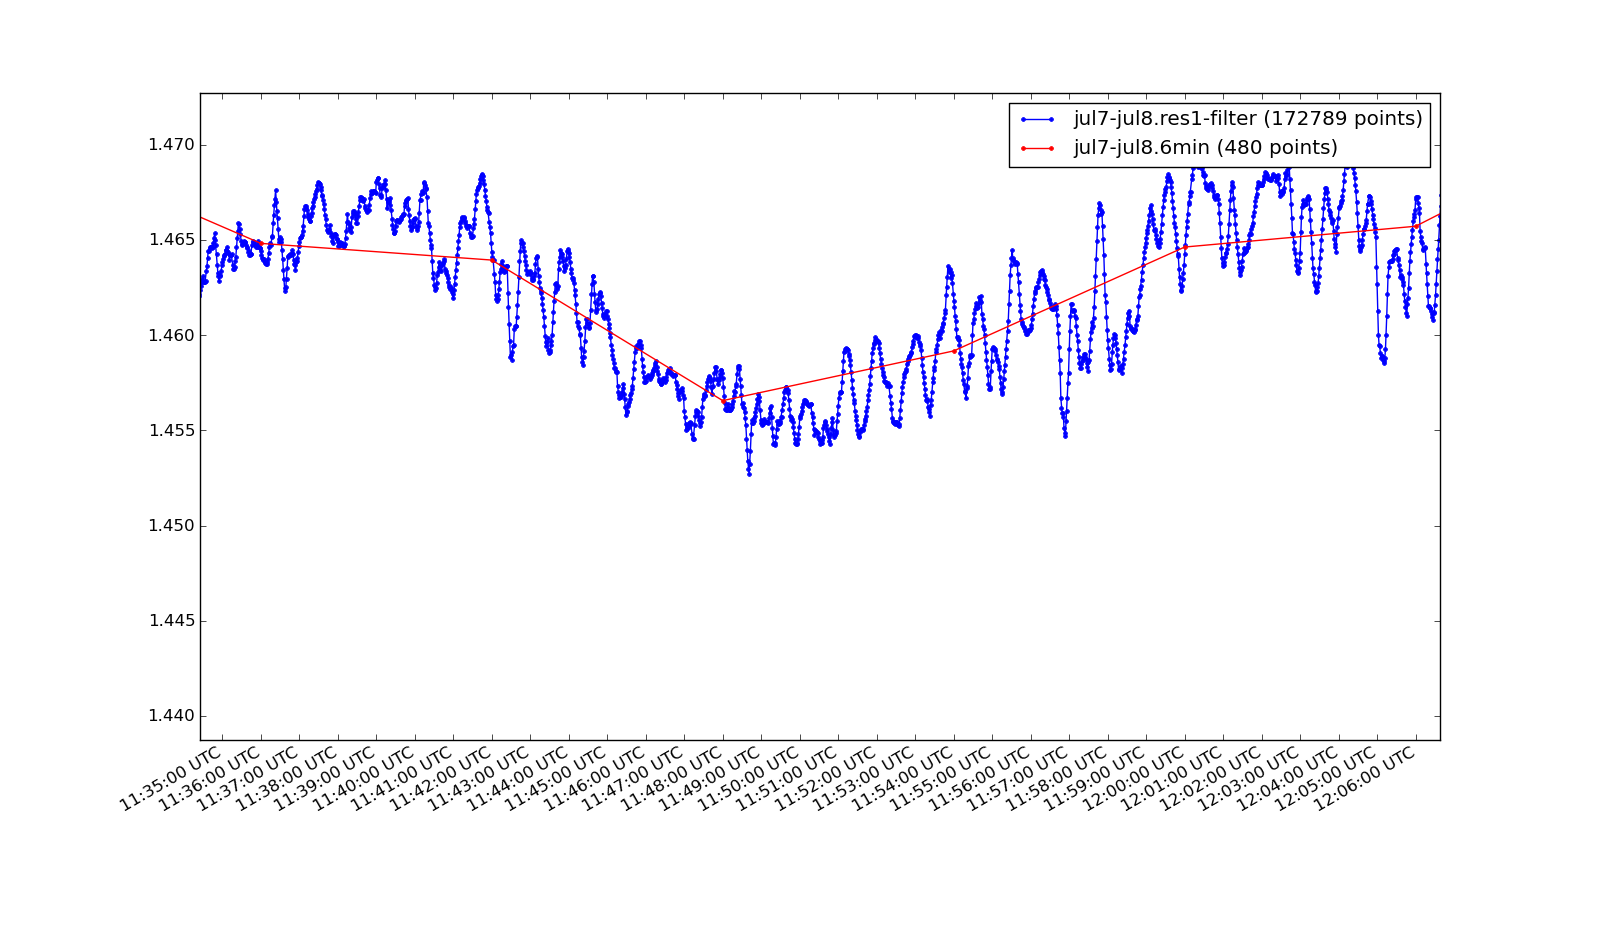 jul7-jul8.res1-filter (172789 points)
jul7-jul8.6min (480 points)
1.470
1.465
1.460
1.455
1.450
1.445
1.440
11:35:00 UTC
11:36:00 UTC
11:37:00 UTC
11:38:00 UTC
11:39:00 UTC
11:40:00 UTC
11:41:00 UTC
11:42:00 UTC
11:43:00 UTC
11:44:00 UTC
11:45:00 UTC
11:46:00 UTC
11:47:00 UTC
11:48:00 UTC
11:49:00 UTC
11:50:00 UTC
11:51:00 UTC
11:52:00 UTC
11:53:00 UTC
11:54:00 UTC
11:55:00 UTC
11:56:00 UTC
11:57:00 UTC
11:58:00 UTC
11:59:00 UTC
12:00:00 UTC
12:01:00 UTC
12:02:00 UTC
12:03:00 UTC
12:04:00 UTC
12:05:00 UTC
12:06:00 UTC